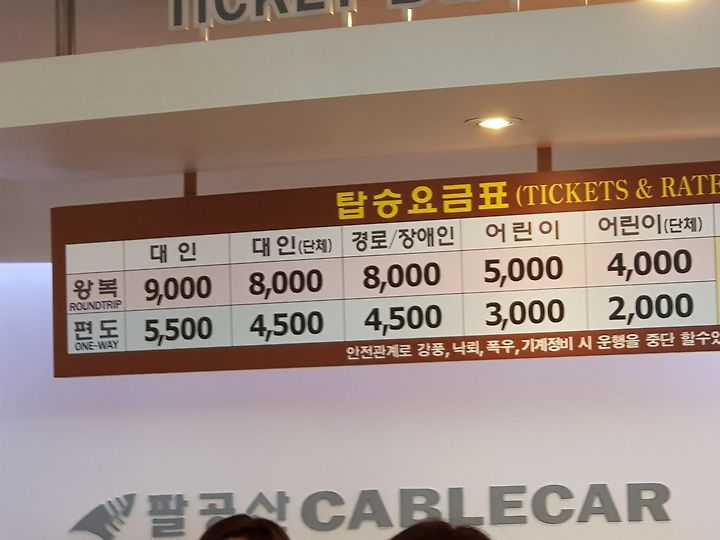 TICKET
탑승요금표 (TICKETS & RATE
대인 대인(단체) 경로/장애인 어린이 어린이(단체)
왕복 ROUNDTRIP 9,000 8,000 8,000 5,000 4,000
편도 ONE-WAY 5,500 4,500 4,500 3,000 2,000
안전관계로 강풍, 낙뢰, 폭우, 기계정비 시 운행을 중단 할수있
팔공산 CABLECAR